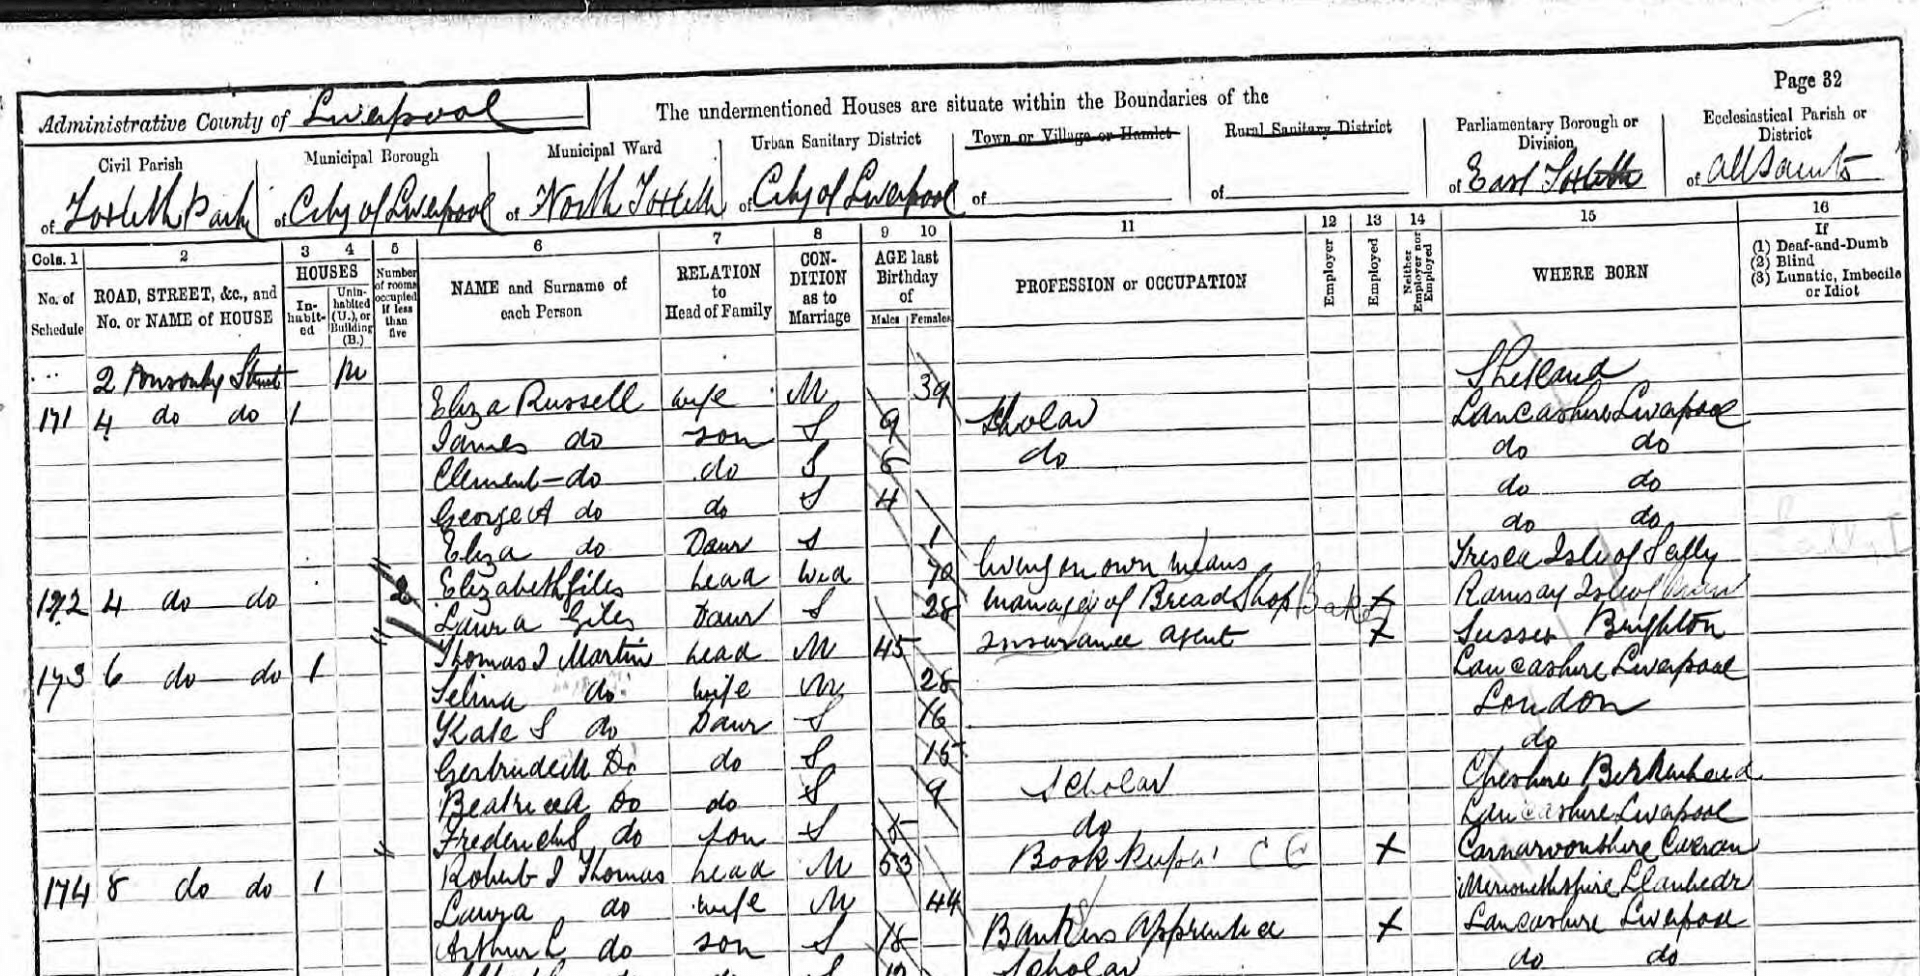 Page 32
Administrative County of Liverpool
The undermentioned Houses are situate within the Boundaries of the
Civil Parish of Toxteth Park
Municipal Borough of City of Liverpool
Municipal Ward of North Toxteth
Urban Sanitary District of City of Liverpool
Town or Village or Hamlet of
Rural Sanitary District of
Parliamentary Borough or Division of East Toxteth
Ecclesiastical Parish or District of All Saints
Cols. 1 2 3 4 5 6 7 8 9 10 11 12 13 14 15 16
No. of Schedule
ROAD, STREET, &c., and No. or NAME of HOUSE
HOUSES
Inhabited
Uninhabited (U.), or Building (B.)
Number of rooms occupied if less than five
NAME and Surname of each Person
RELATION to Head of Family
CONDITION as to Marriage
AGE last Birthday of
Males Females
PROFESSION or OCCUPATION
Employer
Employed
Neither Employer nor Employed
WHERE BORN
If
(1) Deaf-and-Dumb
(2) Blind
(3) Lunatic, Imbecile or Idiot
2 Ponsonby Street
171 4 do do 1 Eliza Russell wife M 39 Shetland
James do son S 9 Scholar Lancashire Liverpool
Clement do do S 6 do do do
George A do do S 4 do do
Eliza do Daur S 1 do do
172 4 do do 2 Elizabeth Giles head Wid 70 living on own means Tresca Isle of Scilly
Laura Giles Daur S 28 manager of Bread Shop X Ramsay Isle of Man
173 6 do do 1 Thomas J Martin head M 45 insurance agent X Sussex Brighton
Selina do wife M 28 Lancashire Liverpool
Kate S do Daur S 16 London
Gertrude M Do do S 15 do
Beatrice A Do do S 9 Scholar Cheshire Birkenhead
Frederick S do son S 5 do Lancashire Liverpool
174 8 do do 1 Robert J Thomas head M 53 Book keeper X Carnarvonshire
Laura do wife M 44 Merionethshire Llanbedr
Arthur L do son S 18 Bankers apprentice X Lancashire Liverpool
Scholar do do